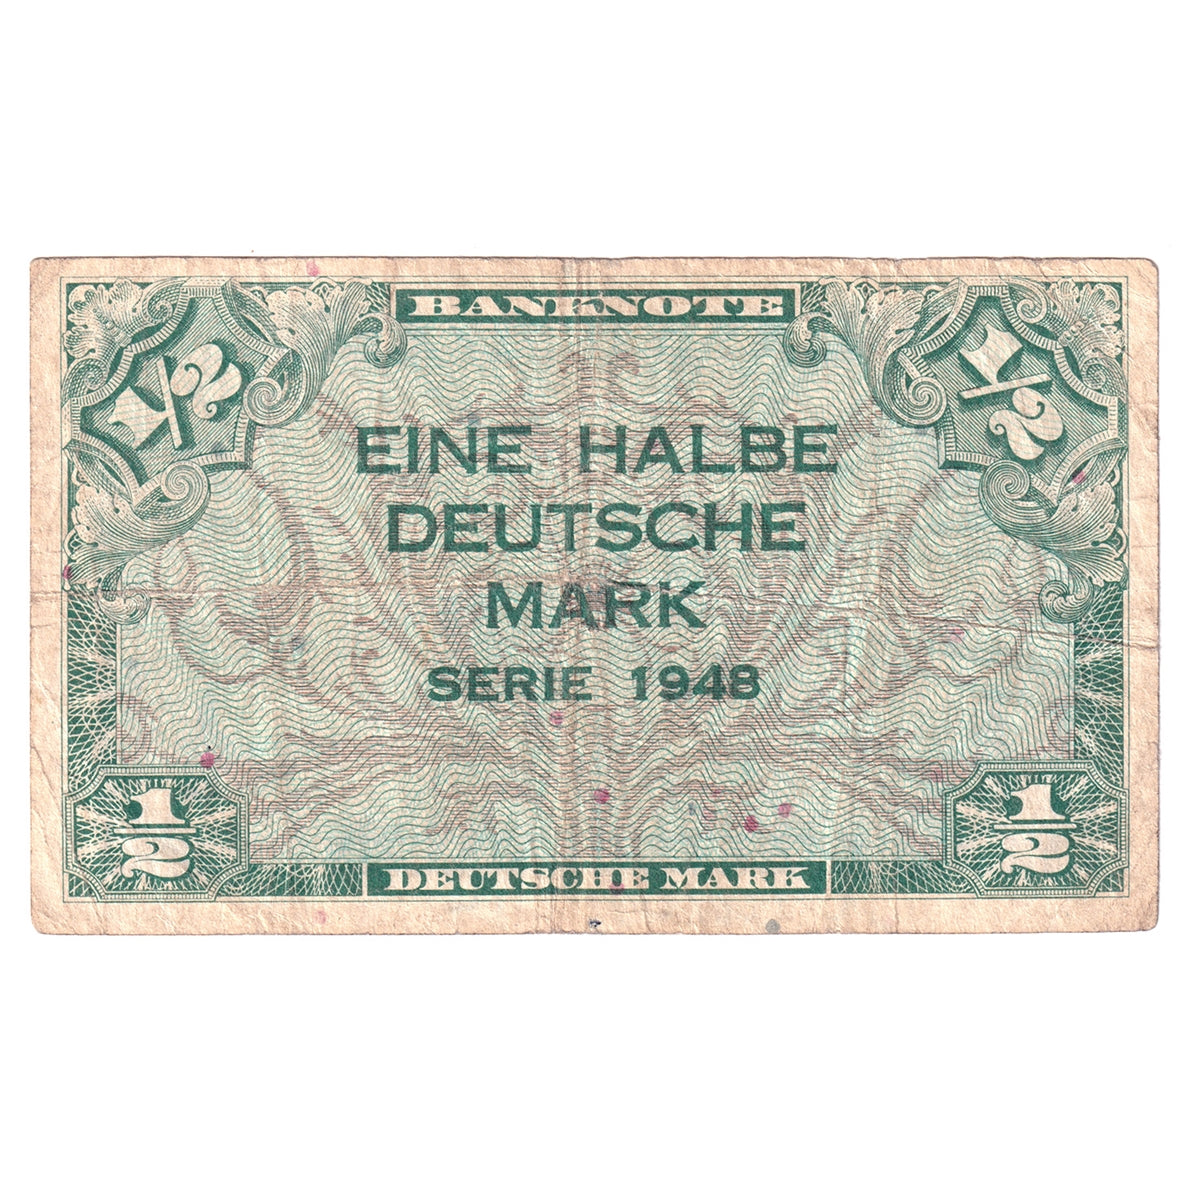 BANKNOTE
1/2
1/2
EINE HALBE
DEUTSCHE
MARK
SERIE 1948
1/2
1/2
DEUTSCHE MARK